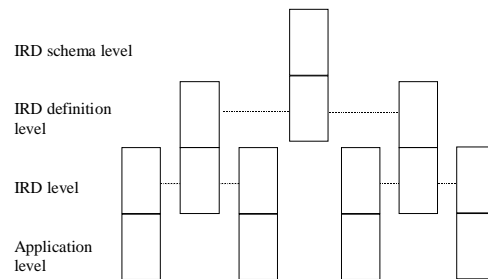 IRD schema level
IRD definition
level
IRD level
Application
level